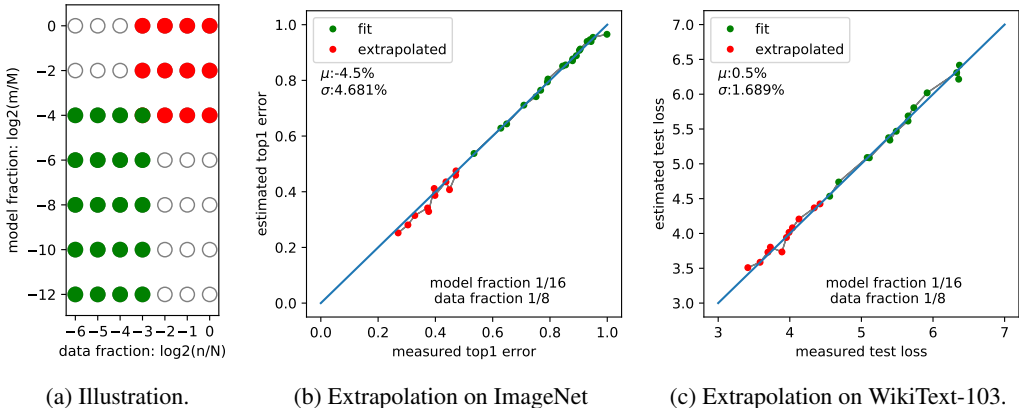 0
−2
−4
−6
−8
−10
−12
model fraction: log2(m/M)
−6 −5 −4 −3 −2 −1 0
data fraction: log2(n/N)
(a) Illustration.
fit
extrapolated
μ:-4.5%
σ:4.681%
1.0
0.8
0.6
0.4
0.2
0.0
estimated top1 error
model fraction 1/16
data fraction 1/8
0.0 0.2 0.4 0.6 0.8 1.0
measured top1 error
(b) Extrapolation on ImageNet
fit
extrapolated
μ:0.5%
σ:1.689%
7.0
6.5
6.0
5.5
5.0
4.5
4.0
3.5
3.0
estimated test loss
model fraction 1/16
data fraction 1/8
3 4 5 6 7
measured test loss
(c) Extrapolation on WikiText-103.